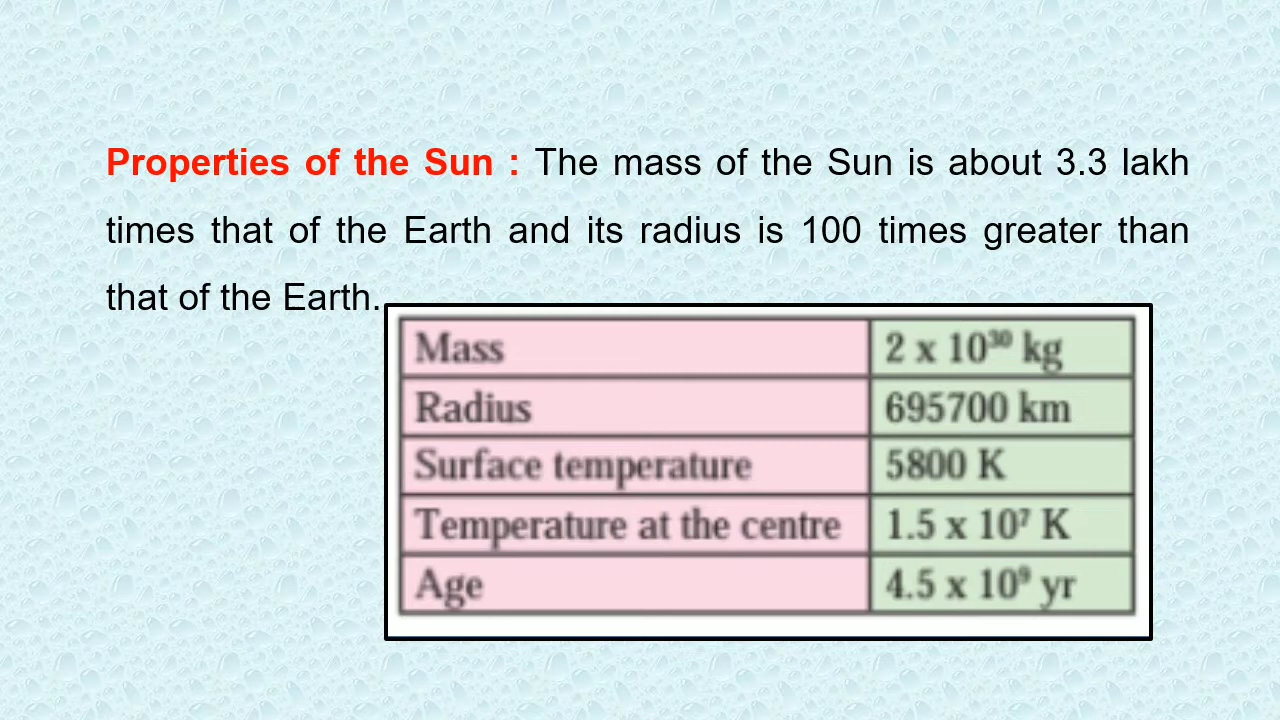 Properties of the Sun : The mass of the Sun is about 3.3 lakh
times that of the Earth and its radius is 100 times greater than
that of the Earth.
Mass 2 x 10³⁰ kg
Radius 695700 km
Surface temperature 5800 K
Temperature at the centre 1.5 x 10⁷ K
Age 4.5 x 10⁹ yr